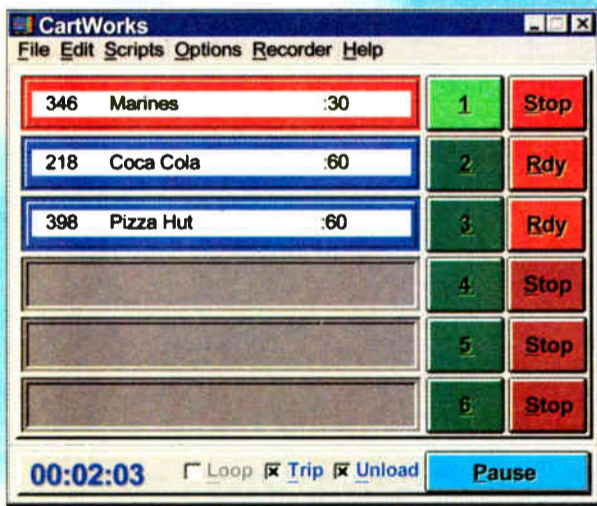 CartWorks
File Edit Scripts Options Recorder Help
346 Marines :30 1 Stop
218 Coca Cola :60 2 Rdy
398 Pizza Hut :60 3 Rdy
4 Stop
5 Stop
6 Stop
00:02:03 Loop Trip Unload Pause